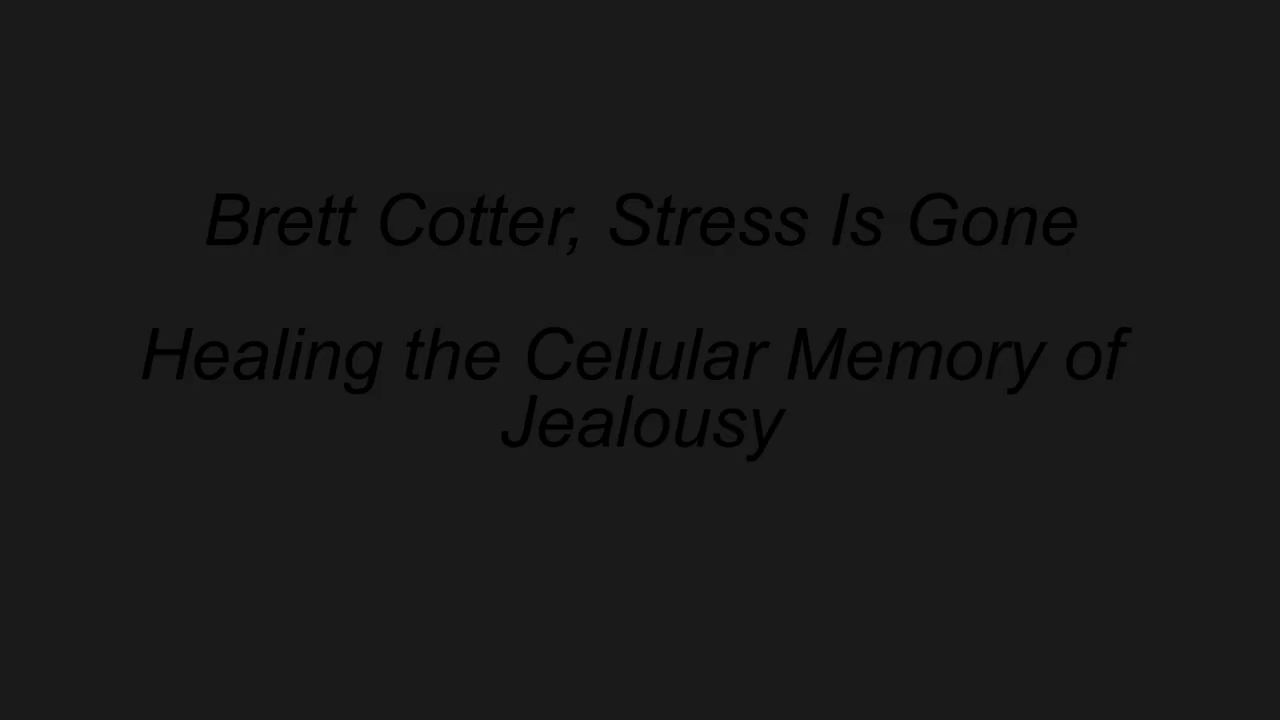 Brett Cotter, Stress Is Gone
Healing the Cellular Memory of
Jealousy